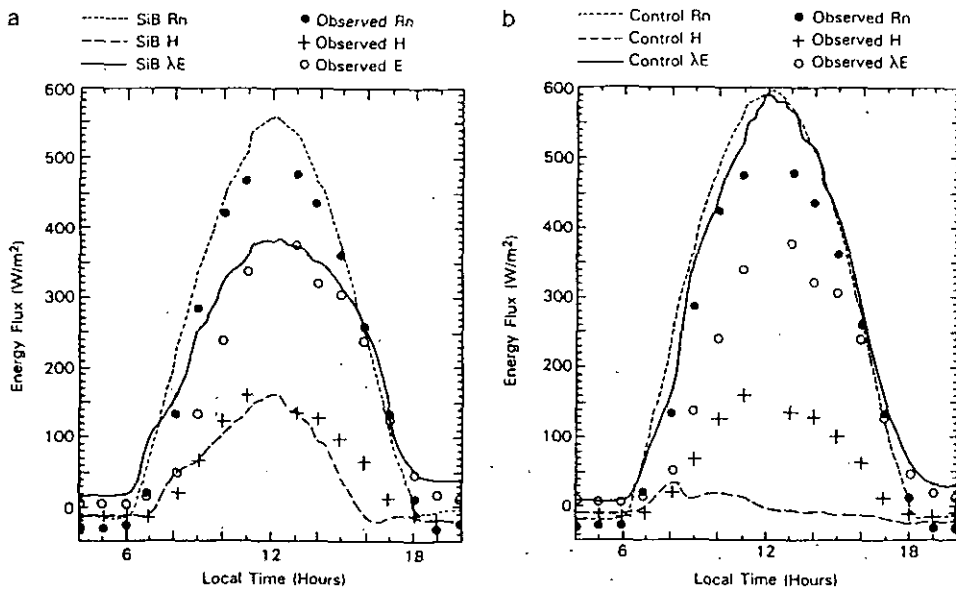 a
SiB Rn
SiB H
SiB λE
Observed Rn
Observed H
Observed E
600
500
400
300
200
100
0
Energy Flux (W/m²)
6
12
18
Local Time (Hours)
b
Control Rn
Control H
Control λE
Observed Rn
Observed H
Observed λE
600
500
400
300
200
100
0
Energy Flux (W/m²)
6
12
18
Local Time (Hours)